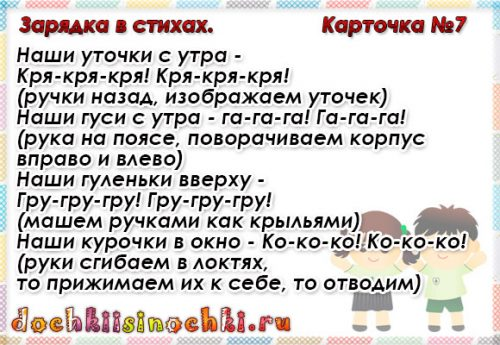 Зарядка в стихах. Карточка №7
Наши уточки с утра -
Кря-кря-кря! Кря-кря-кря!
(ручки назад, изображаем уточек)
Наши гуси с утра - га-га-га! Га-га-га!
(рука на поясе, поворачиваем корпус
вправо и влево)
Наши гуленьки вверху -
Гру-гру-гру! Гру-гру-гру!
(машем ручками как крыльями)
Наши курочки в окно - Ко-ко-ко! Ко-ко-ко!
(руки сгибаем в локтях,
то прижимаем их к себе, то отводим)
dochkiisinochki.ru